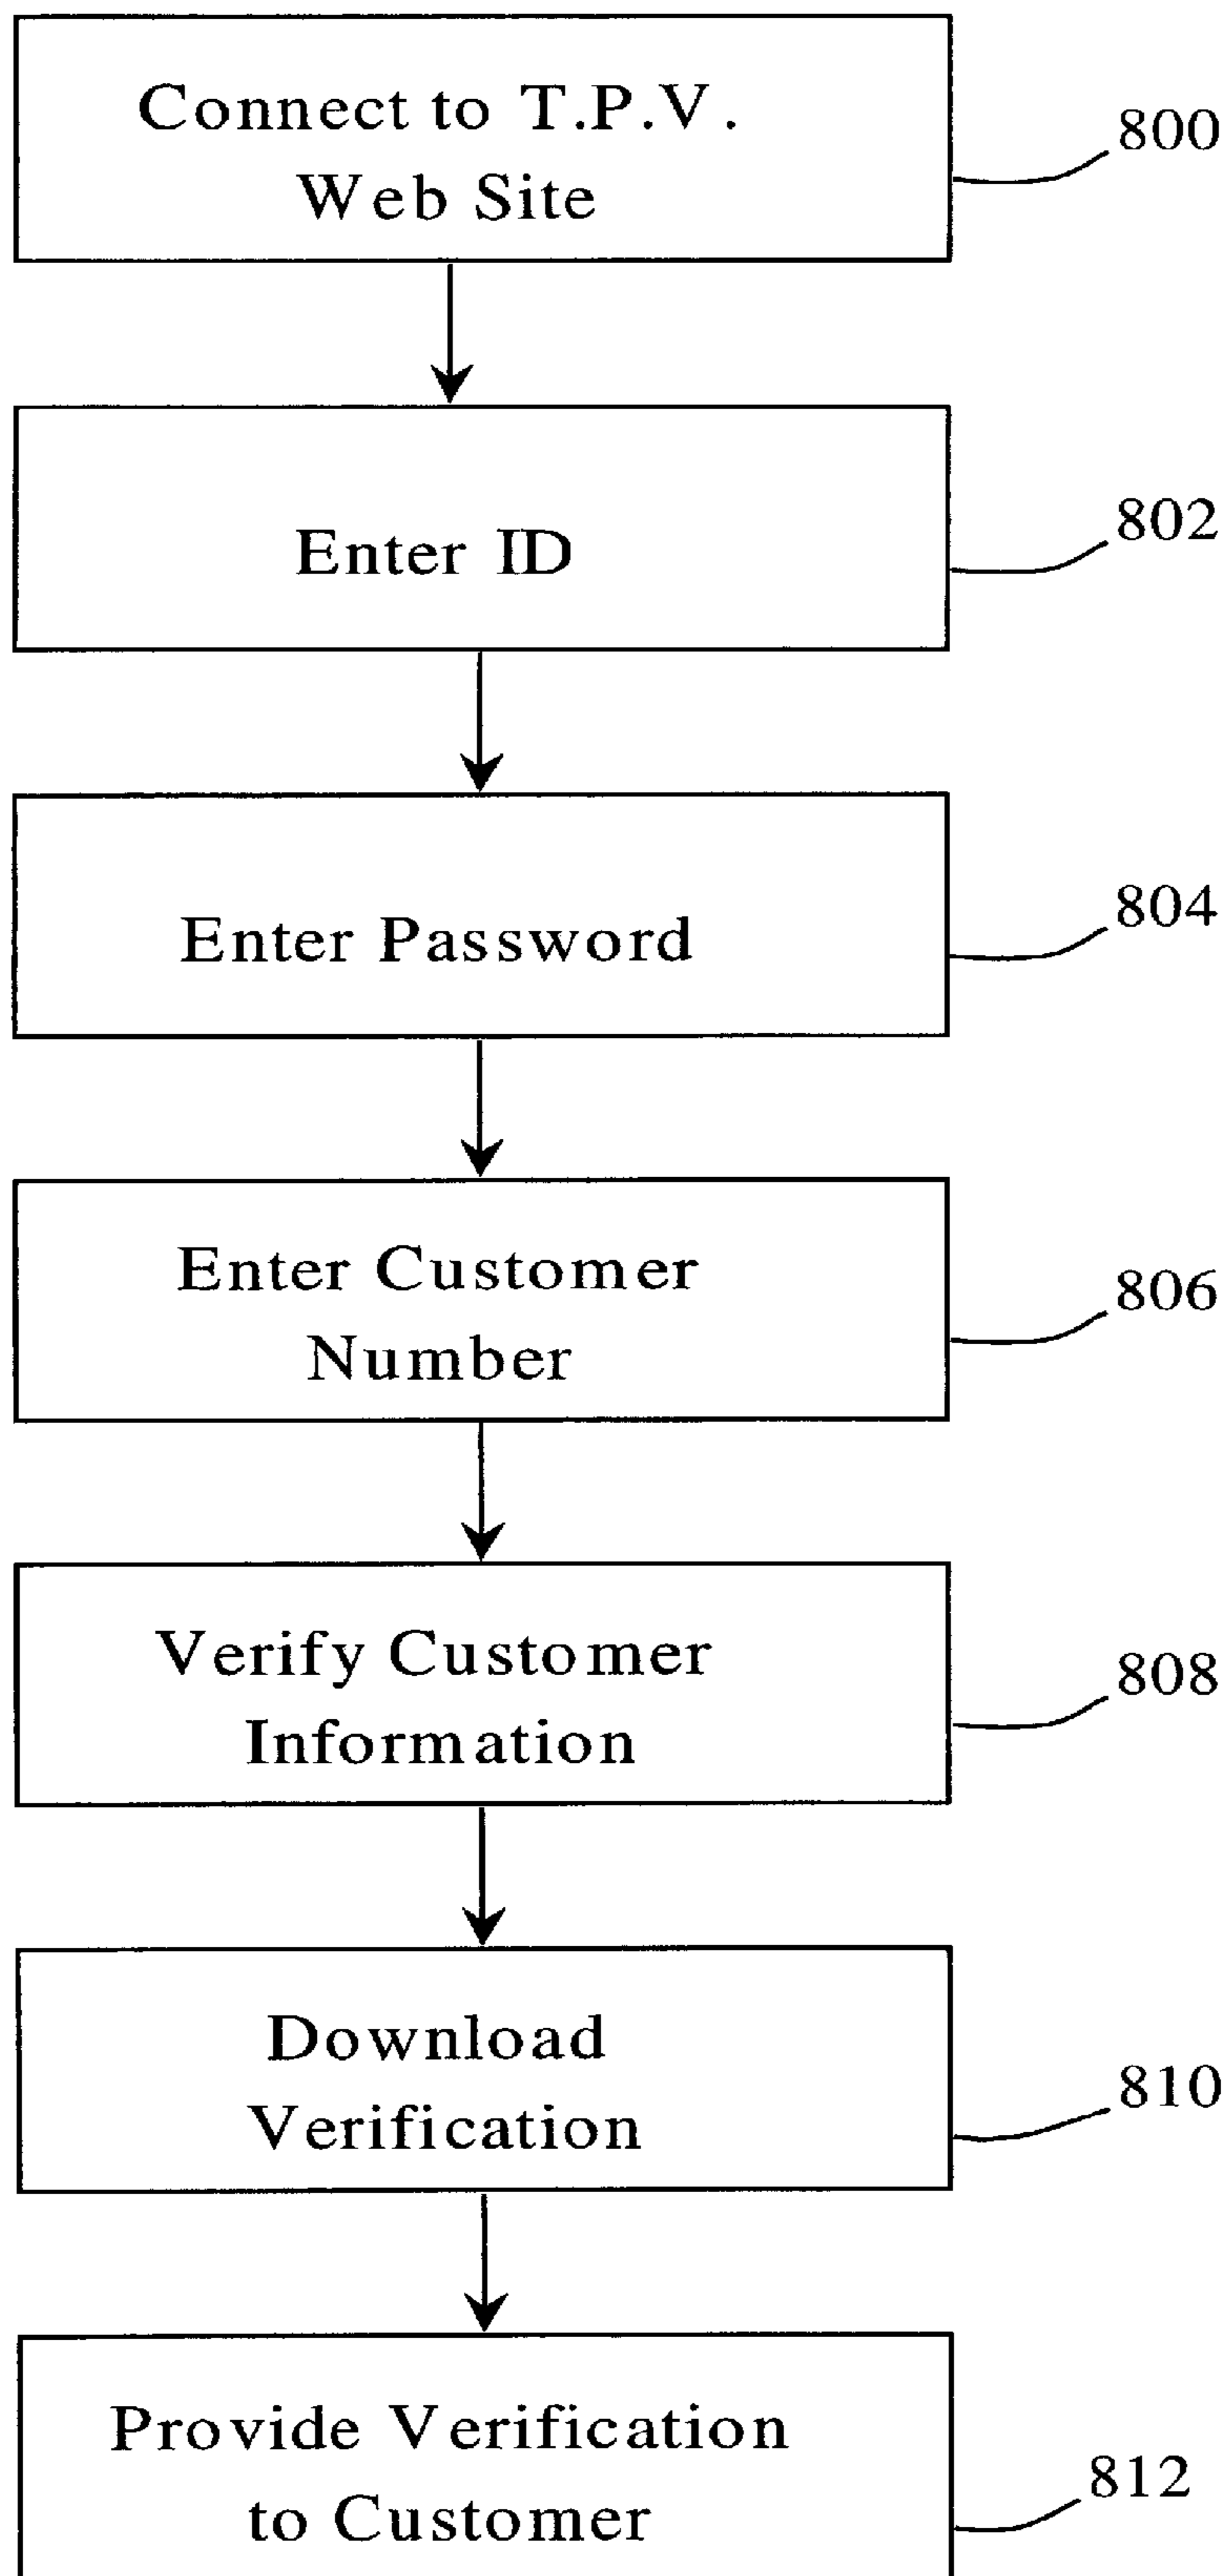 Connect to T.P.V.
Web Site
800
Enter ID
802
Enter Password
804
Enter Customer
Number
806
Verify Customer
Information
808
Download
Verification
810
Provide Verification
to Customer
812